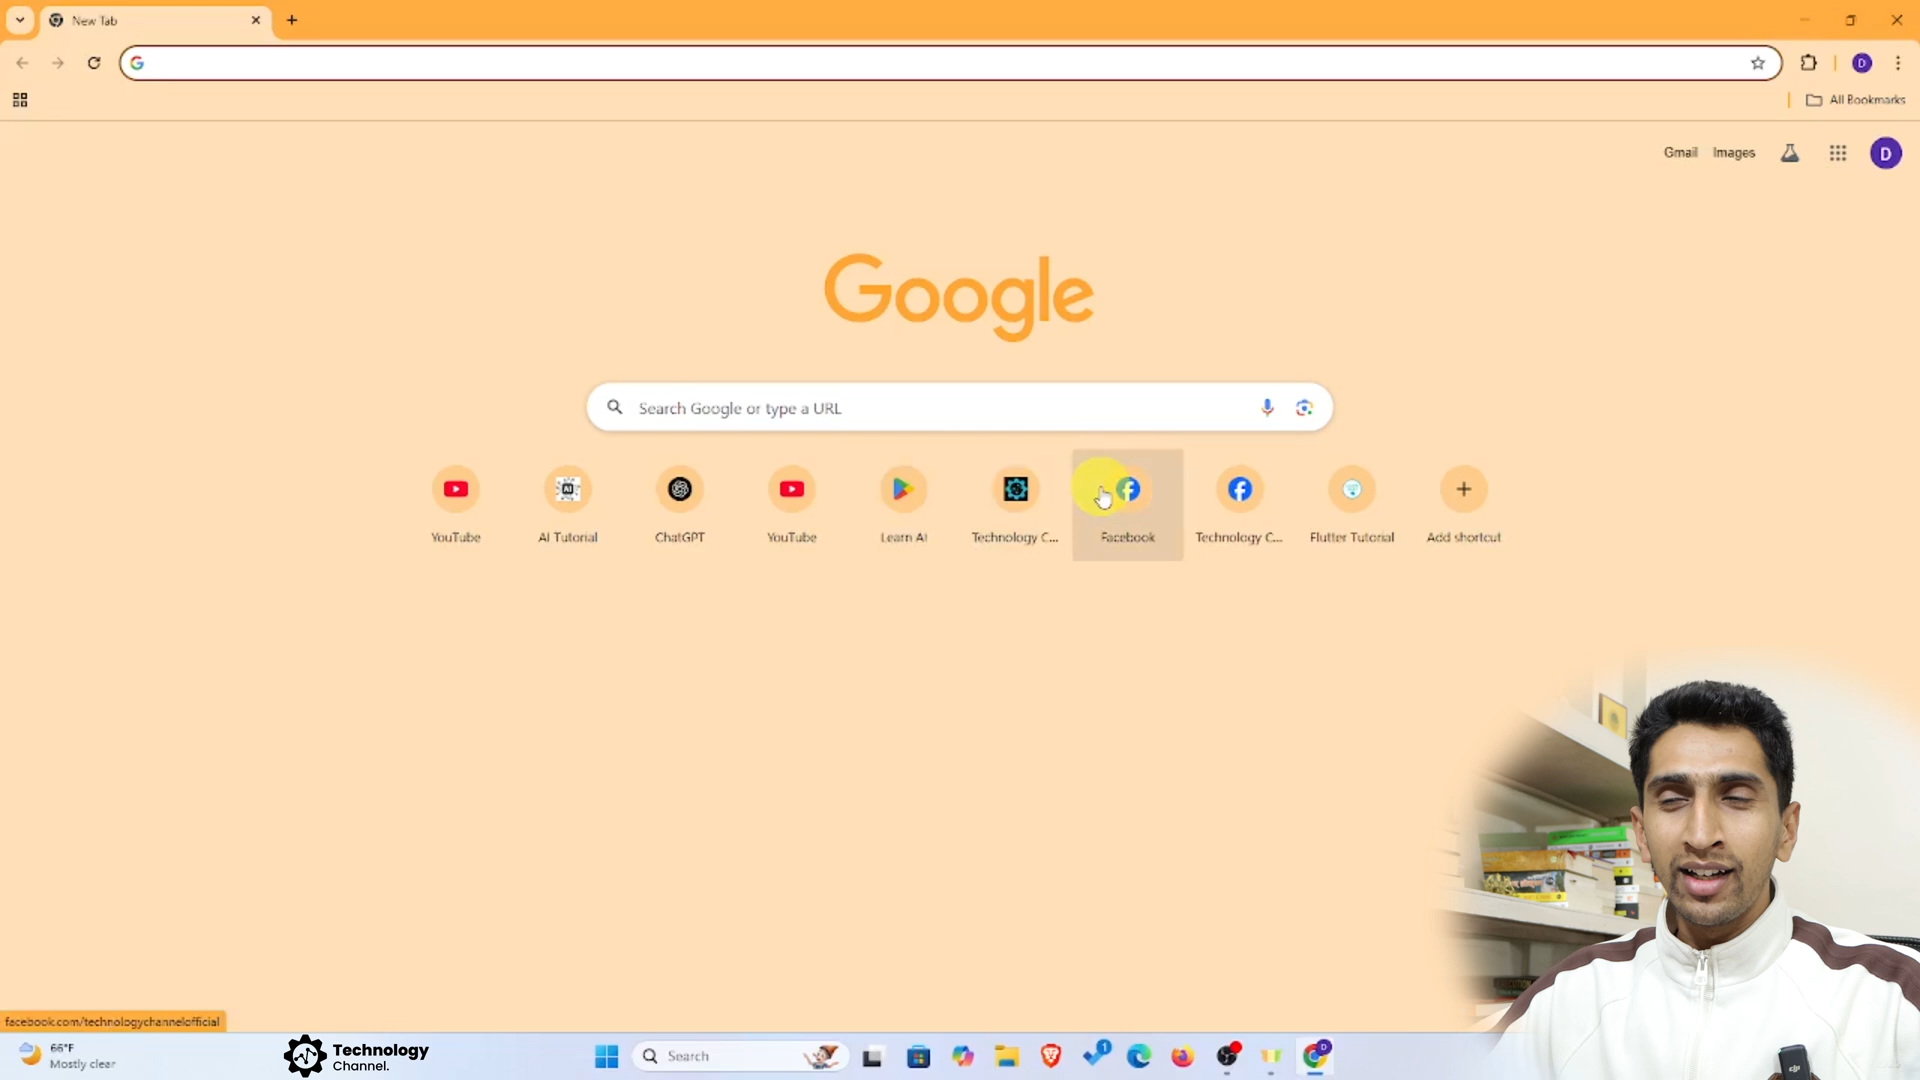 New Tab
All Bookmarks
Gmail Images
D
Google
Search Google or type a URL
YouTube
AI Tutorial
ChatGPT
YouTube
Learn AI
Technology C...
Facebook
Technology C...
Flutter Tutorial
Add shortcut
facebook.com/technologychannelofficial
66°F
Mostly clear
Technology
Channel.
Search